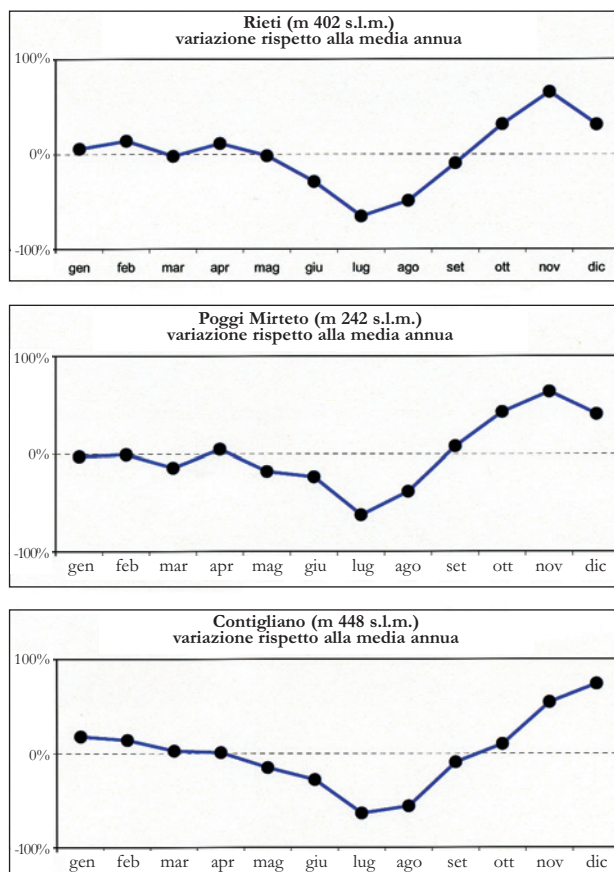 Rieti (m 402 s.l.m.)
variazione rispetto alla media annua
100%
0%
-100%
gen feb mar apr mag giu lug ago set ott nov dic
Poggi Mirteto (m 242 s.l.m.)
variazione rispetto alla media annua
100%
0%
-100%
gen feb mar apr mag giu lug ago set ott nov dic
Contigliano (m 448 s.l.m.)
variazione rispetto alla media annua
100%
0%
-100%
gen feb mar apr mag giu lug ago set ott nov dic